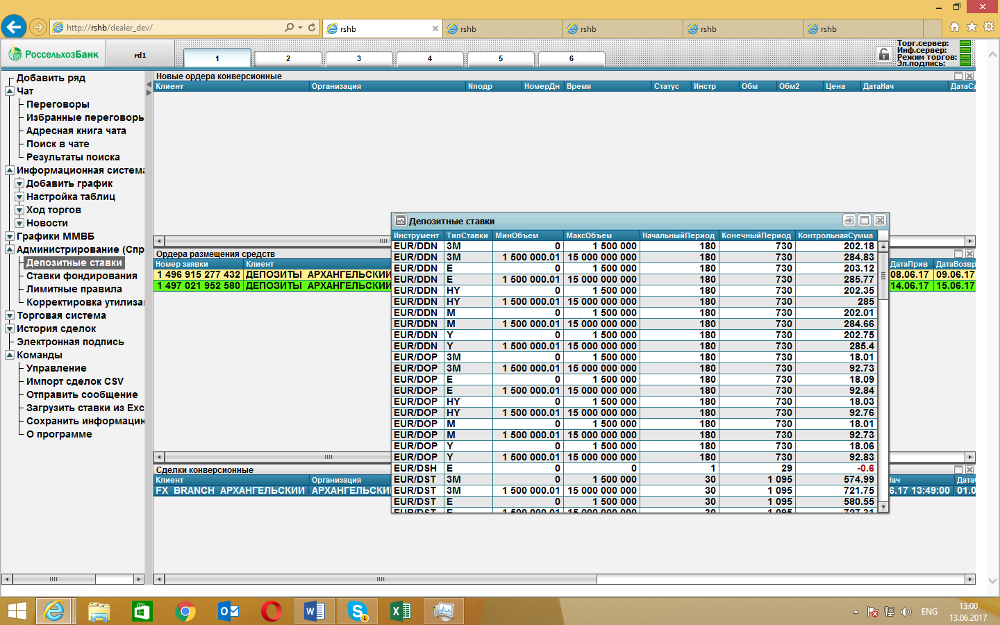 http://rshb/dealer_dev/
rshb
rshb
rshb
rshb
rshb
РоссельхозБанк
rd1
1
2
3
4
5
6
Торг.сервер:
Инф.сервер:
Режим торгов:
Эл.подпись:
Добавить ряд
Чат
Переговоры
Избранные переговоры
Адресная книга чата
Поиск в чате
Результаты поиска
Информационная система
Добавить график
Настройка таблиц
Ход торгов
Новости
Графики ММВБ
Администрирование (Спр
Депозитные ставки
Ставки фондирования
Лимитные правила
Корректировка утилиза
Торговая система
История сделок
Электронная подпись
Команды
Управление
Импорт сделок CSV
Отправить сообщение
Загрузить ставки из Exc
Сохранить информацию
О программе
Новые ордера конверсионные
Клиент Организация Nподр НомерДн Время Статус Инстр Обм Обм2 Цена ДатаНач ДатаСд
Ордера размещения средств
Номер заявки Клиент ДатаПрив ДатаВозвр
1 496 915 277 432 ДЕПОЗИТЫ АРХАНГЕЛЬСКИЙ 08.06.17 09.06.17
1 497 021 952 580 ДЕПОЗИТЫ АРХАНГЕЛЬСКИЙ 14.06.17 15.06.17
Сделки конверсионные
Клиент Организация Нач Дата
FX BRANCH АРХАНГЕЛЬСКИЙ АРХАНГЕЛЬСКИЙ 6.17 13:49:00 01.0
Депозитные ставки
Инструмент ТипСтавки МинОбъем МаксОбъем НачальныйПериод КонечныйПериод КонтрольнаяСумма
EUR/DDN 3M 0 1 500 000 180 730 202.18
EUR/DDN 3M 1 500 000.01 15 000 000 000 180 730 284.83
EUR/DDN E 0 1 500 000 180 730 203.12
EUR/DDN E 1 500 000.01 15 000 000 000 180 730 285.77
EUR/DDN HY 0 1 500 000 180 730 202.35
EUR/DDN HY 1 500 000.01 15 000 000 000 180 730 285
EUR/DDN M 0 1 500 000 180 730 202.01
EUR/DDN M 1 500 000.01 15 000 000 000 180 730 284.66
EUR/DDN Y 0 1 500 000 180 730 202.75
EUR/DDN Y 1 500 000.01 15 000 000 000 180 730 285.4
EUR/DOP 3M 0 1 500 000 180 730 18.01
EUR/DOP 3M 1 500 000.01 15 000 000 000 180 730 92.73
EUR/DOP E 0 1 500 000 180 730 18.09
EUR/DOP E 1 500 000.01 15 000 000 000 180 730 92.84
EUR/DOP HY 0 1 500 000 180 730 18.03
EUR/DOP HY 1 500 000.01 15 000 000 000 180 730 92.76
EUR/DOP M 0 1 500 000 180 730 18.01
EUR/DOP M 1 500 000.01 15 000 000 000 180 730 92.73
EUR/DOP Y 0 1 500 000 180 730 18.06
EUR/DOP Y 1 500 000.01 15 000 000 000 180 730 92.83
EUR/DSH E 0 0 1 29 -0.6
EUR/DST 3M 0 1 500 000 30 1 095 574.99
EUR/DST 3M 1 500 000.01 15 000 000 000 30 1 095 721.75
EUR/DST E 0 1 500 000 30 1 095 580.55
EUR/DST E 1 500 000.01 15 000 000 000 30 1 095 727.31
ENG
13:00
13.06.2017